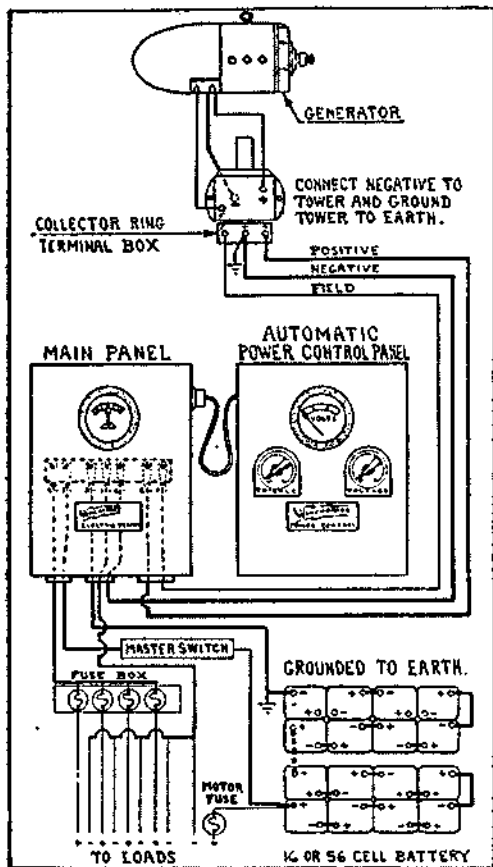 GENERATOR
CONNECT NEGATIVE TO
TOWER AND GROUND
TOWER TO EARTH.
COLLECTOR RING
TERMINAL BOX
POSITIVE
NEGATIVE
FIELD
MAIN PANEL
AUTOMATIC
POWER CONTROL PANEL
VOLTS
MASTER SWITCH
FUSE BOX
GROUNDED TO EARTH.
MOTOR
FUSE
TO LOADS
16 OR 56 CELL BATTERY